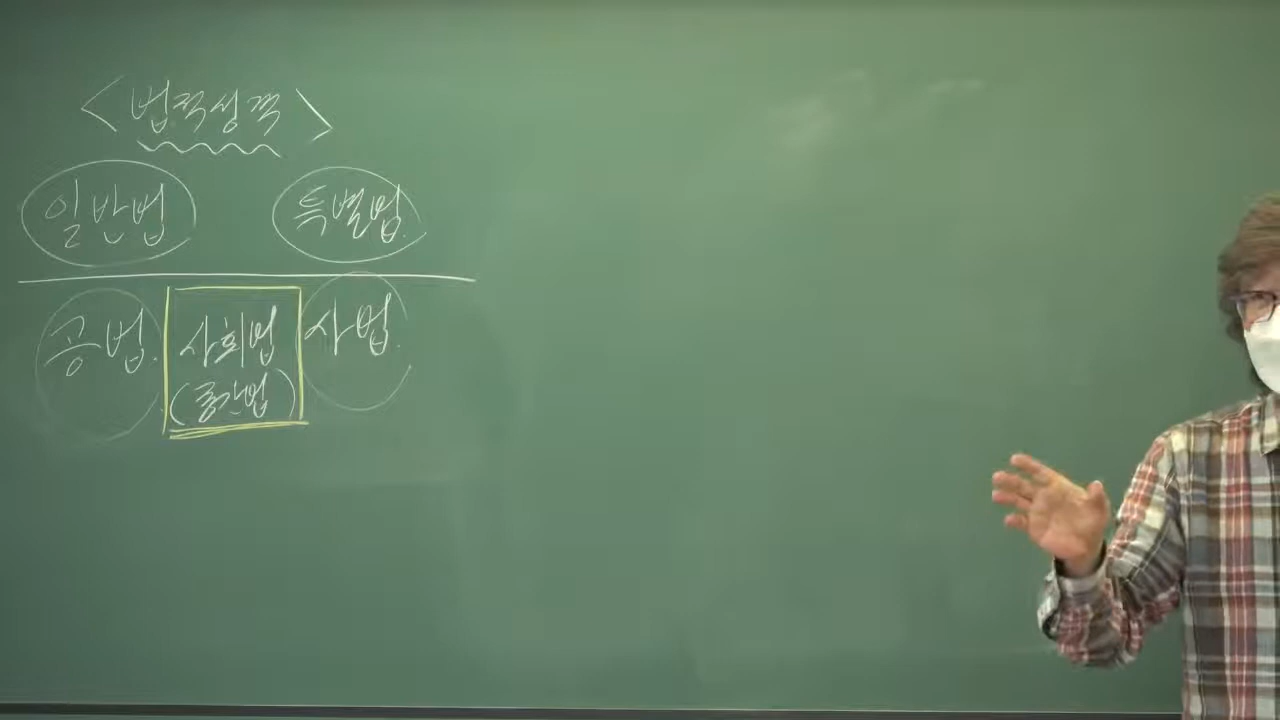 <법적성격>
일반법 특별법.
공법. 사회법 사법.
(중간법)